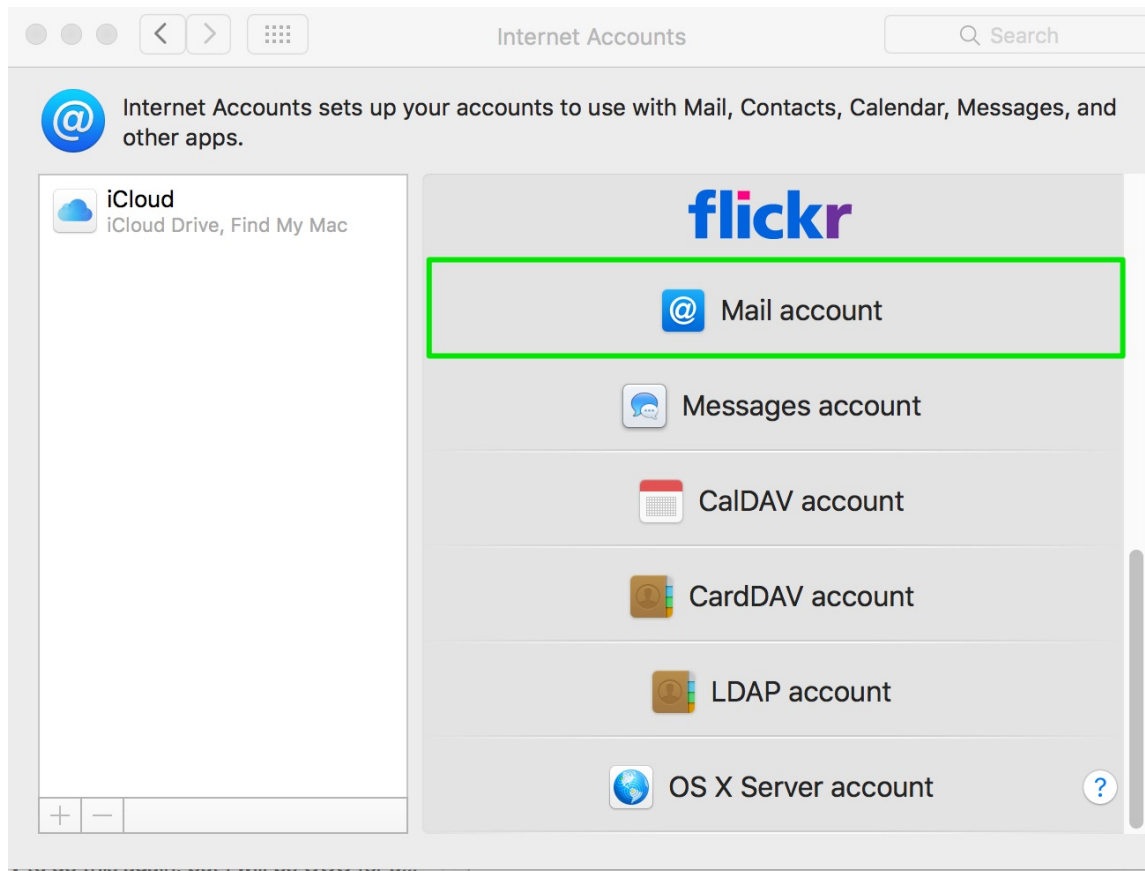 Internet Accounts
Search
@
Internet Accounts sets up your accounts to use with Mail, Contacts, Calendar, Messages, and
other apps.
iCloud
iCloud Drive, Find My Mac
flickr
@ Mail account
Messages account
CalDAV account
CardDAV account
LDAP account
OS X Server account
?